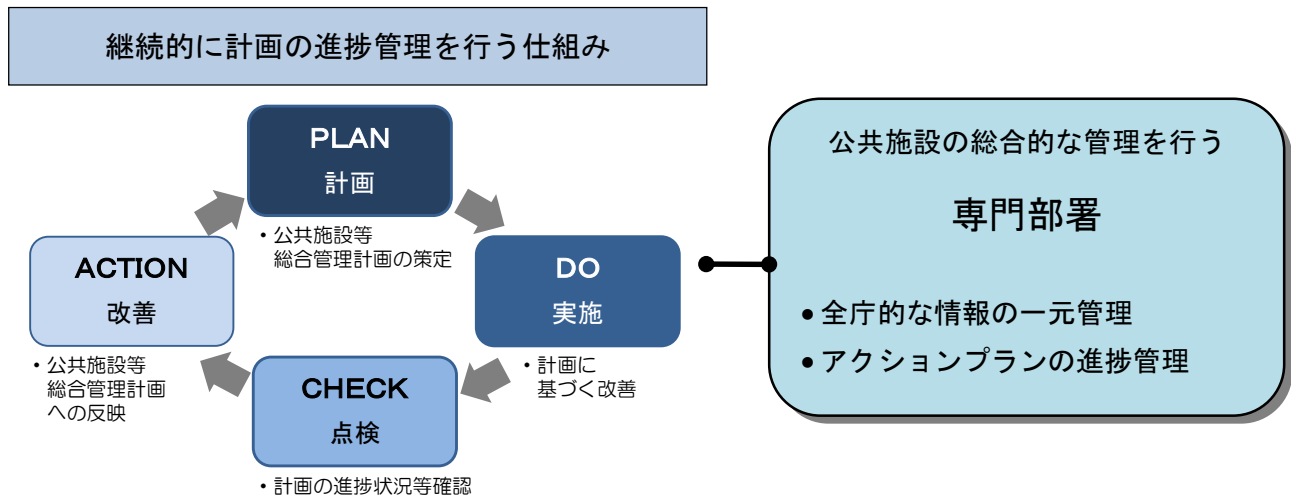 継続的に計画の進捗管理を行う仕組み
PLAN
計画
・公共施設等
総合管理計画の策定
DO
実施
・計画に
基づく改善
CHECK
点検
・計画の進捗状況等確認
ACTION
改善
・公共施設等
総合管理計画
への反映
公共施設の総合的な管理を行う
専門部署
●全庁的な情報の一元管理
●アクションプランの進捗管理